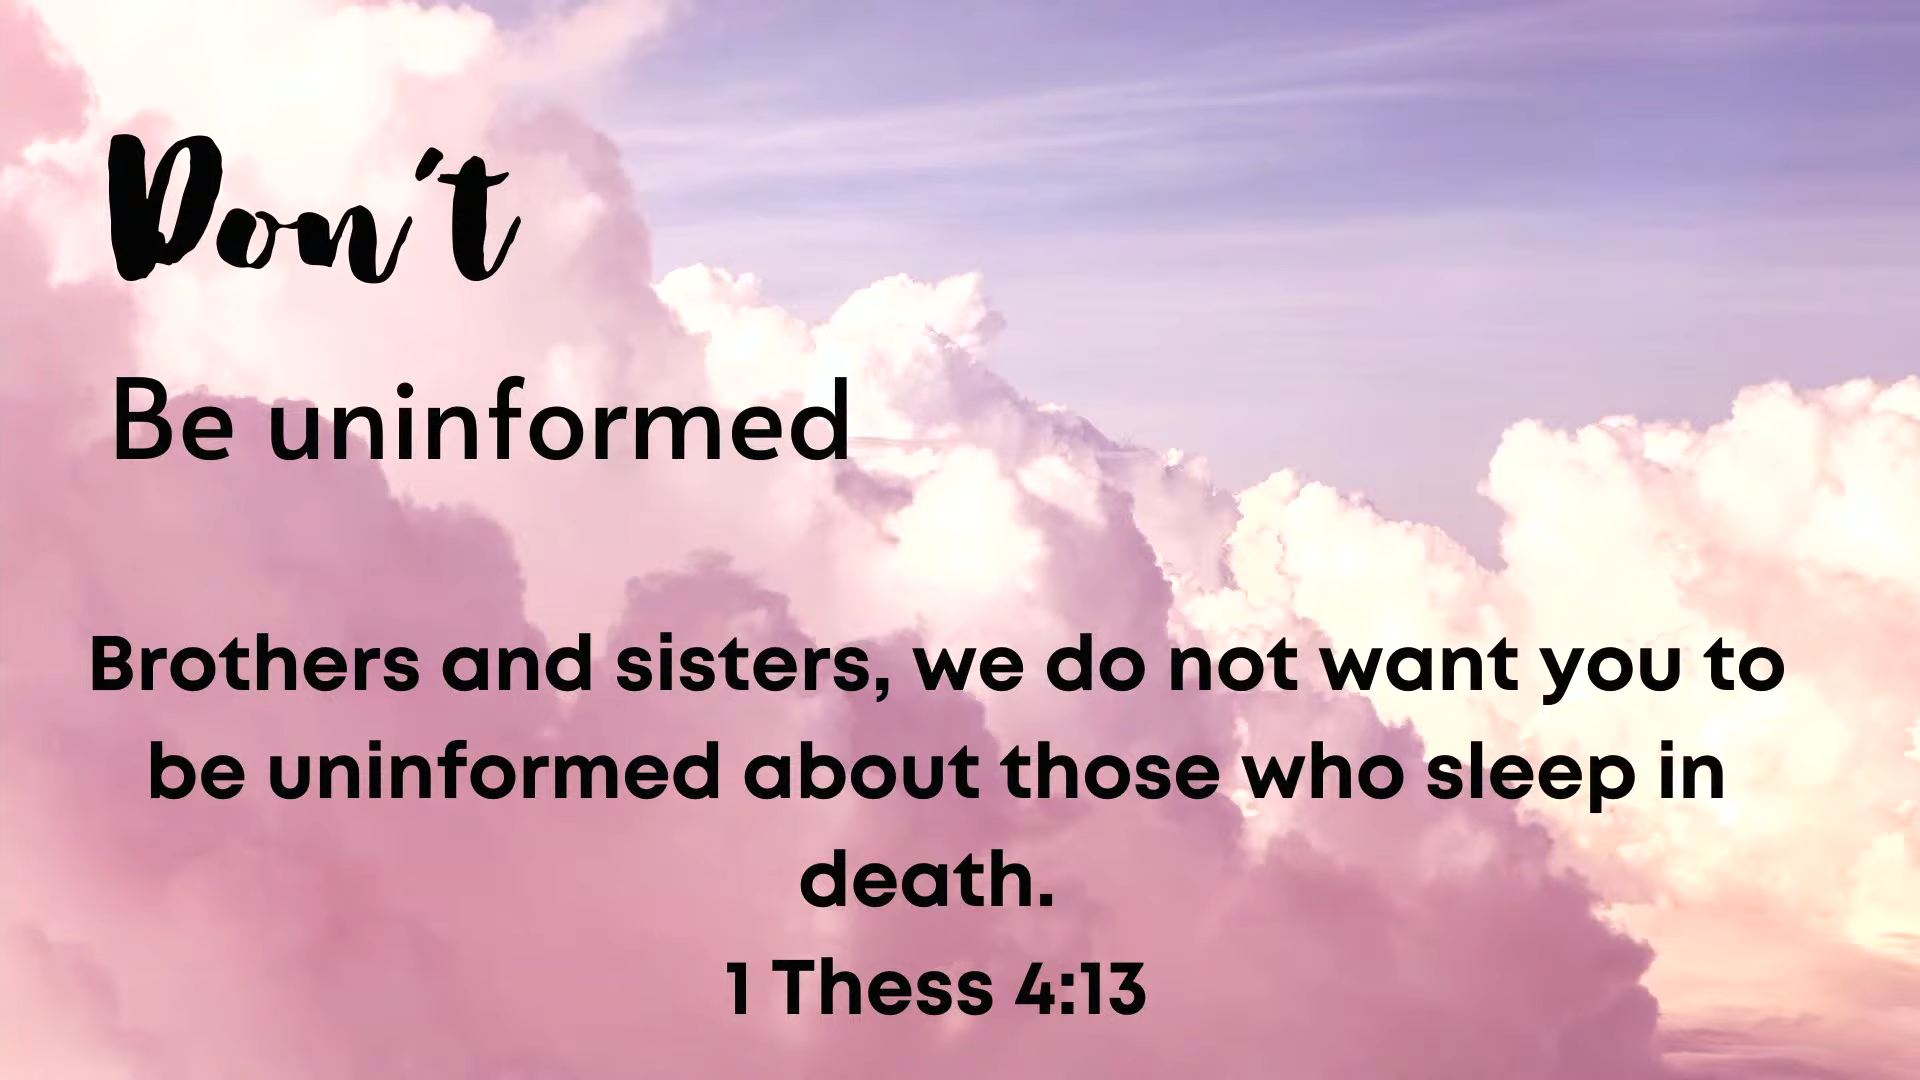 Don't
Be uninformed
Brothers and sisters, we do not want you to
be uninformed about those who sleep in
death.
1 Thess 4:13